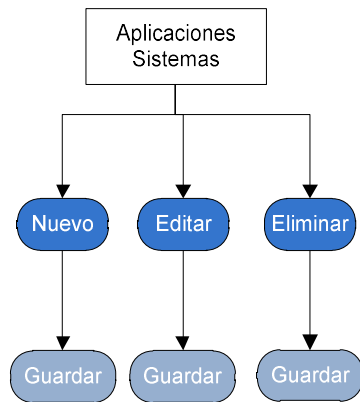 Aplicaciones
Sistemas
Nuevo
Editar
Eliminar
Guardar
Guardar
Guardar